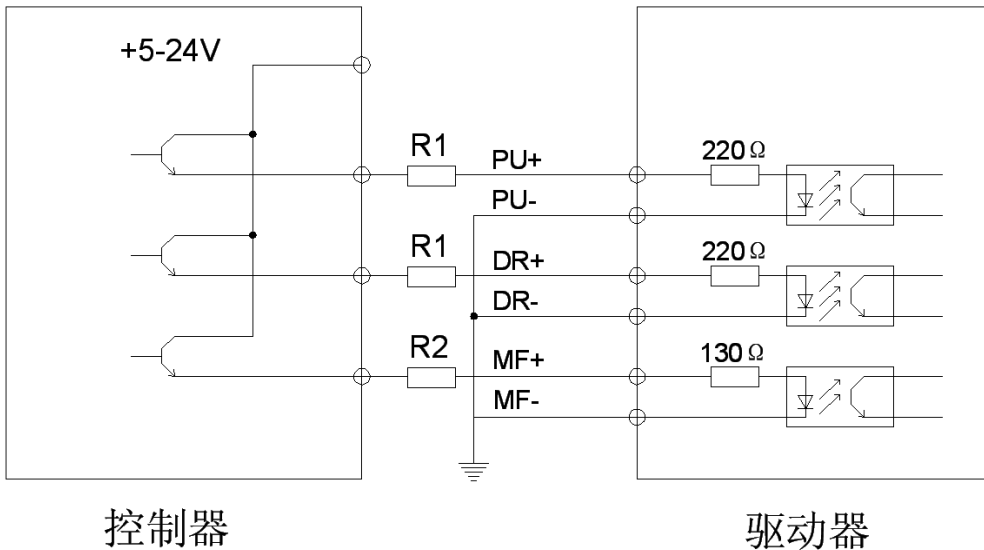 +5-24V
R1
PU+
220Ω
PU-
R1
DR+
220Ω
DR-
R2
MF+
130Ω
MF-
控制器
驱动器